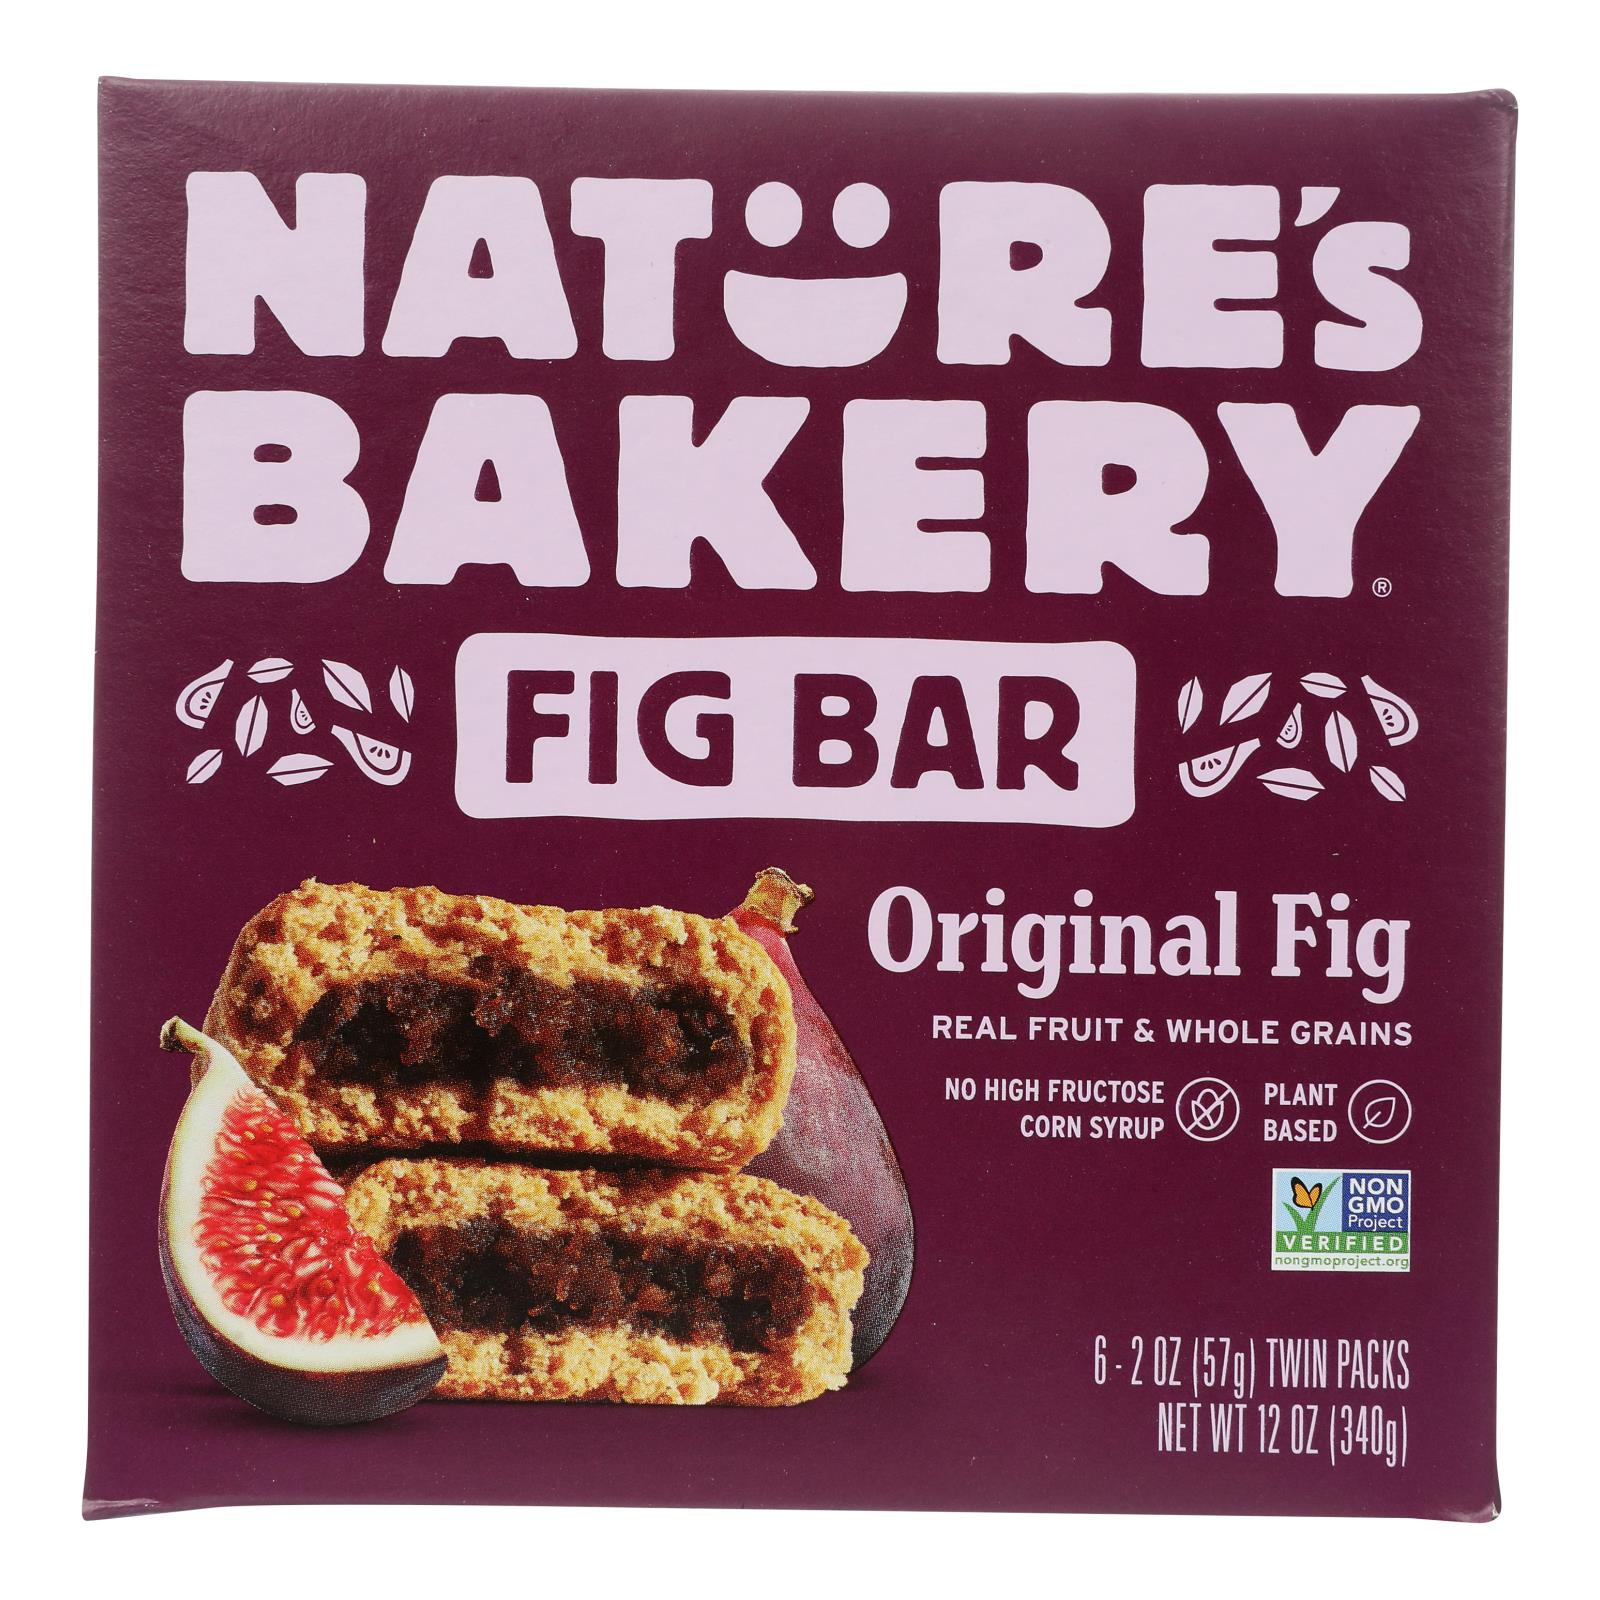 NATÜRE'S
BAKERY®
FIG BAR
Original Fig
REAL FRUIT & WHOLE GRAINS
NO HIGH FRUCTOSE
CORN SYRUP
PLANT
BASED
NON
GMO
Project
VERIFIED
nongmoproject.org
6 - 2 OZ (57g) TWIN PACKS
NET WT 12 OZ (340g)